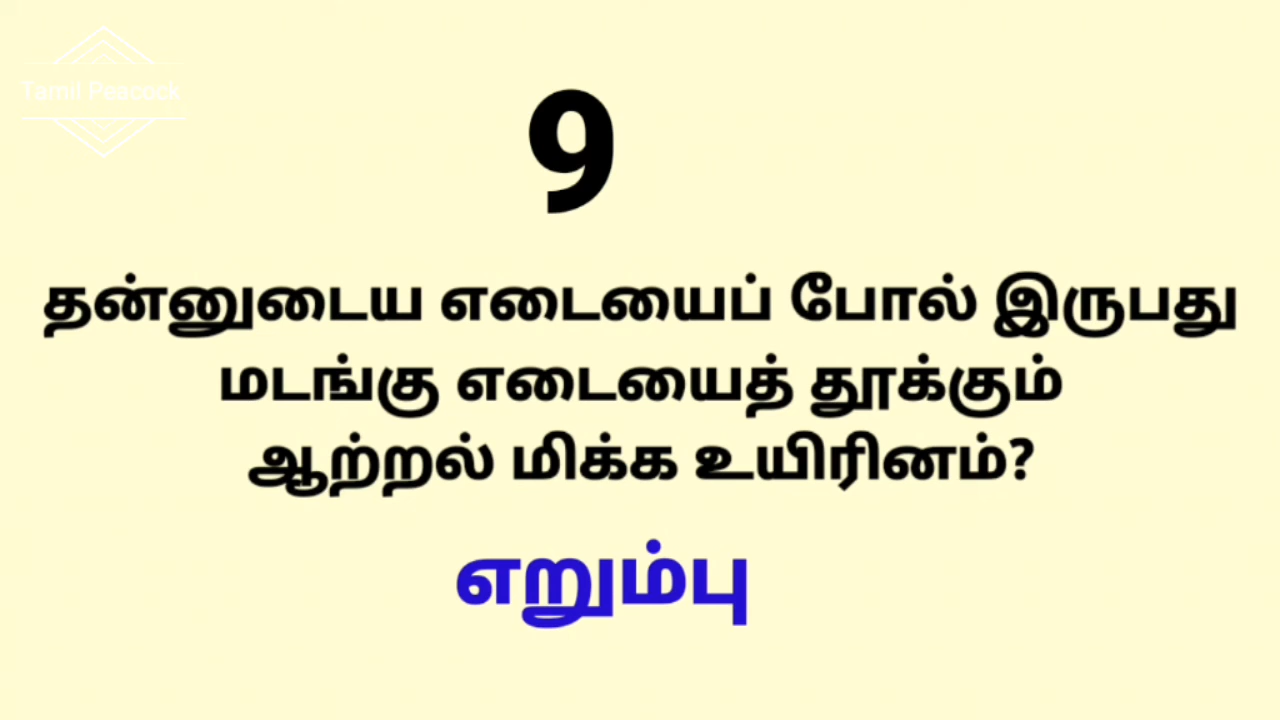 Tamil Peacock
9
தன்னுடைய எடையைப் போல் இருபது
மடங்கு எடையைத் தூக்கும்
ஆற்றல் மிக்க உயிரினம்?
எறும்பு